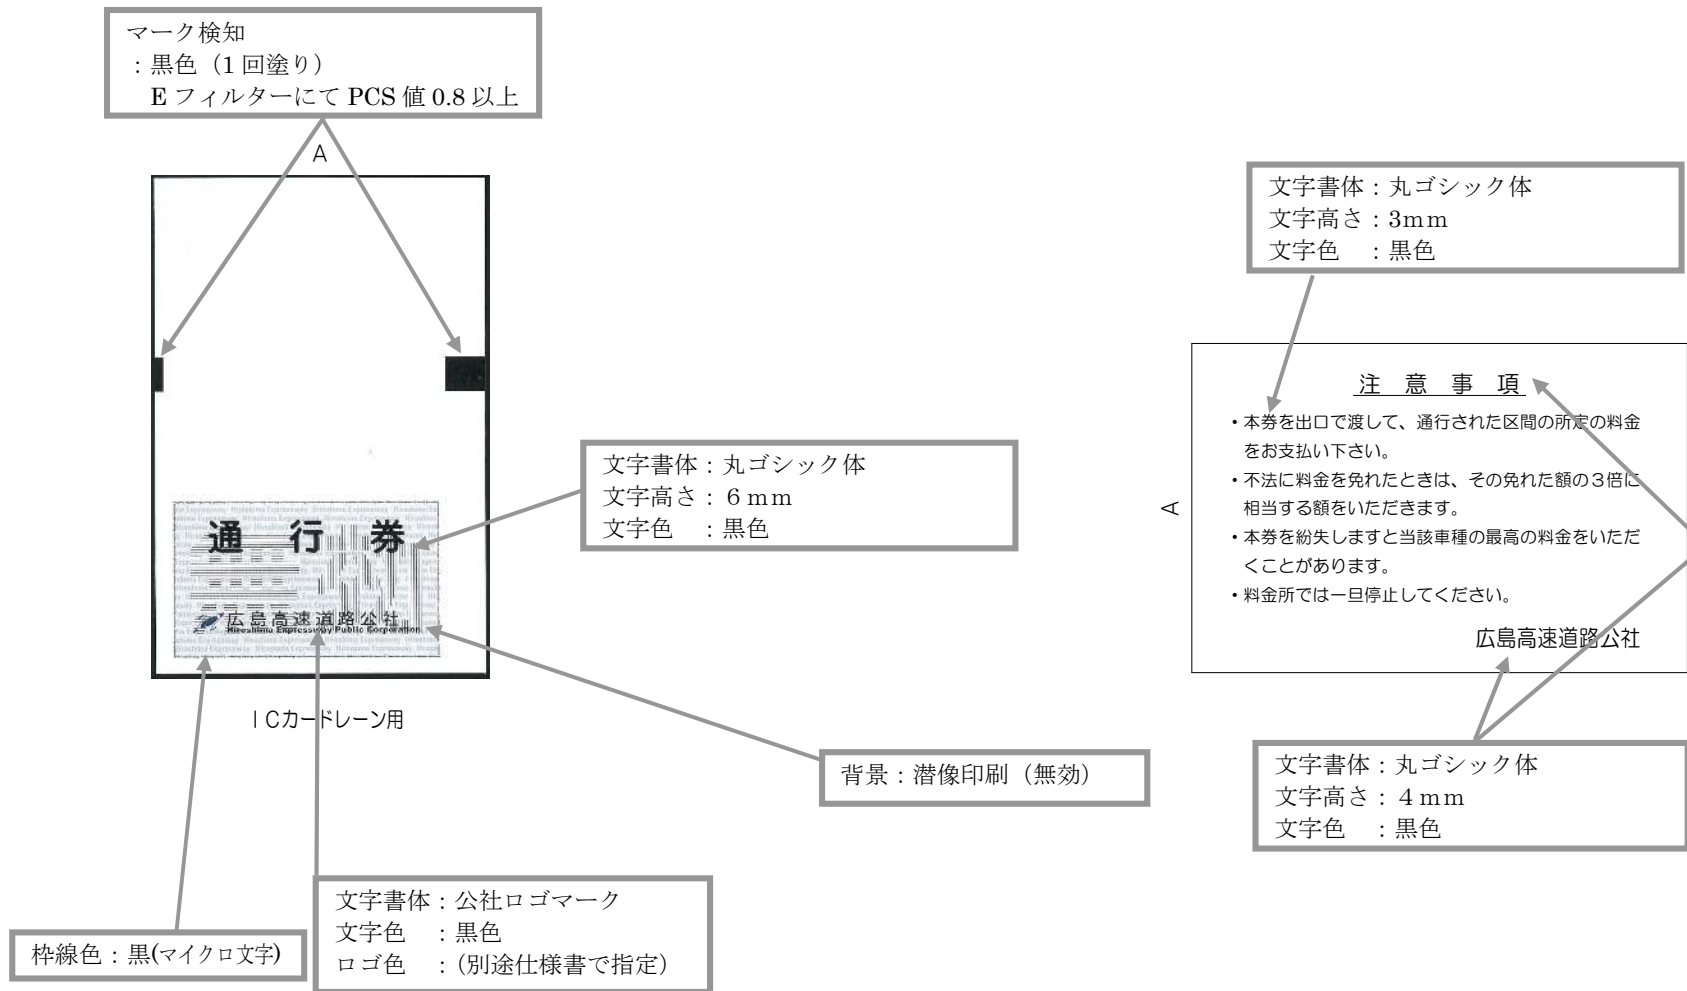 マーク検知
：黒色（1 回塗り）
E フィルターにて PCS 値 0.8 以上
A
通 行 券
広島高速道路公社
Hiroshima Expressway Public Corporation
ＩＣカードレーン用
文字書体：丸ゴシック体
文字高さ：６ｍｍ
文字色　：黒色
背景：潜像印刷（無効）
文字書体：公社ロゴマーク
文字色　：黒色
ロゴ色　：（別途仕様書で指定）
枠線色：黒(マイクロ文字)
文字書体：丸ゴシック体
文字高さ：3ｍｍ
文字色　：黒色
A
注 意 事 項
・本券を出口で渡して、通行された区間の所定の料金
をお支払い下さい。
・不法に料金を免れたときは、その免れた額の３倍に
相当する額をいただきます。
・本券を紛失しますと当該車種の最高の料金をいただ
くことがあります。
・料金所では一旦停止してください。
広島高速道路公社
文字書体：丸ゴシック体
文字高さ：４ｍｍ
文字色　：黒色